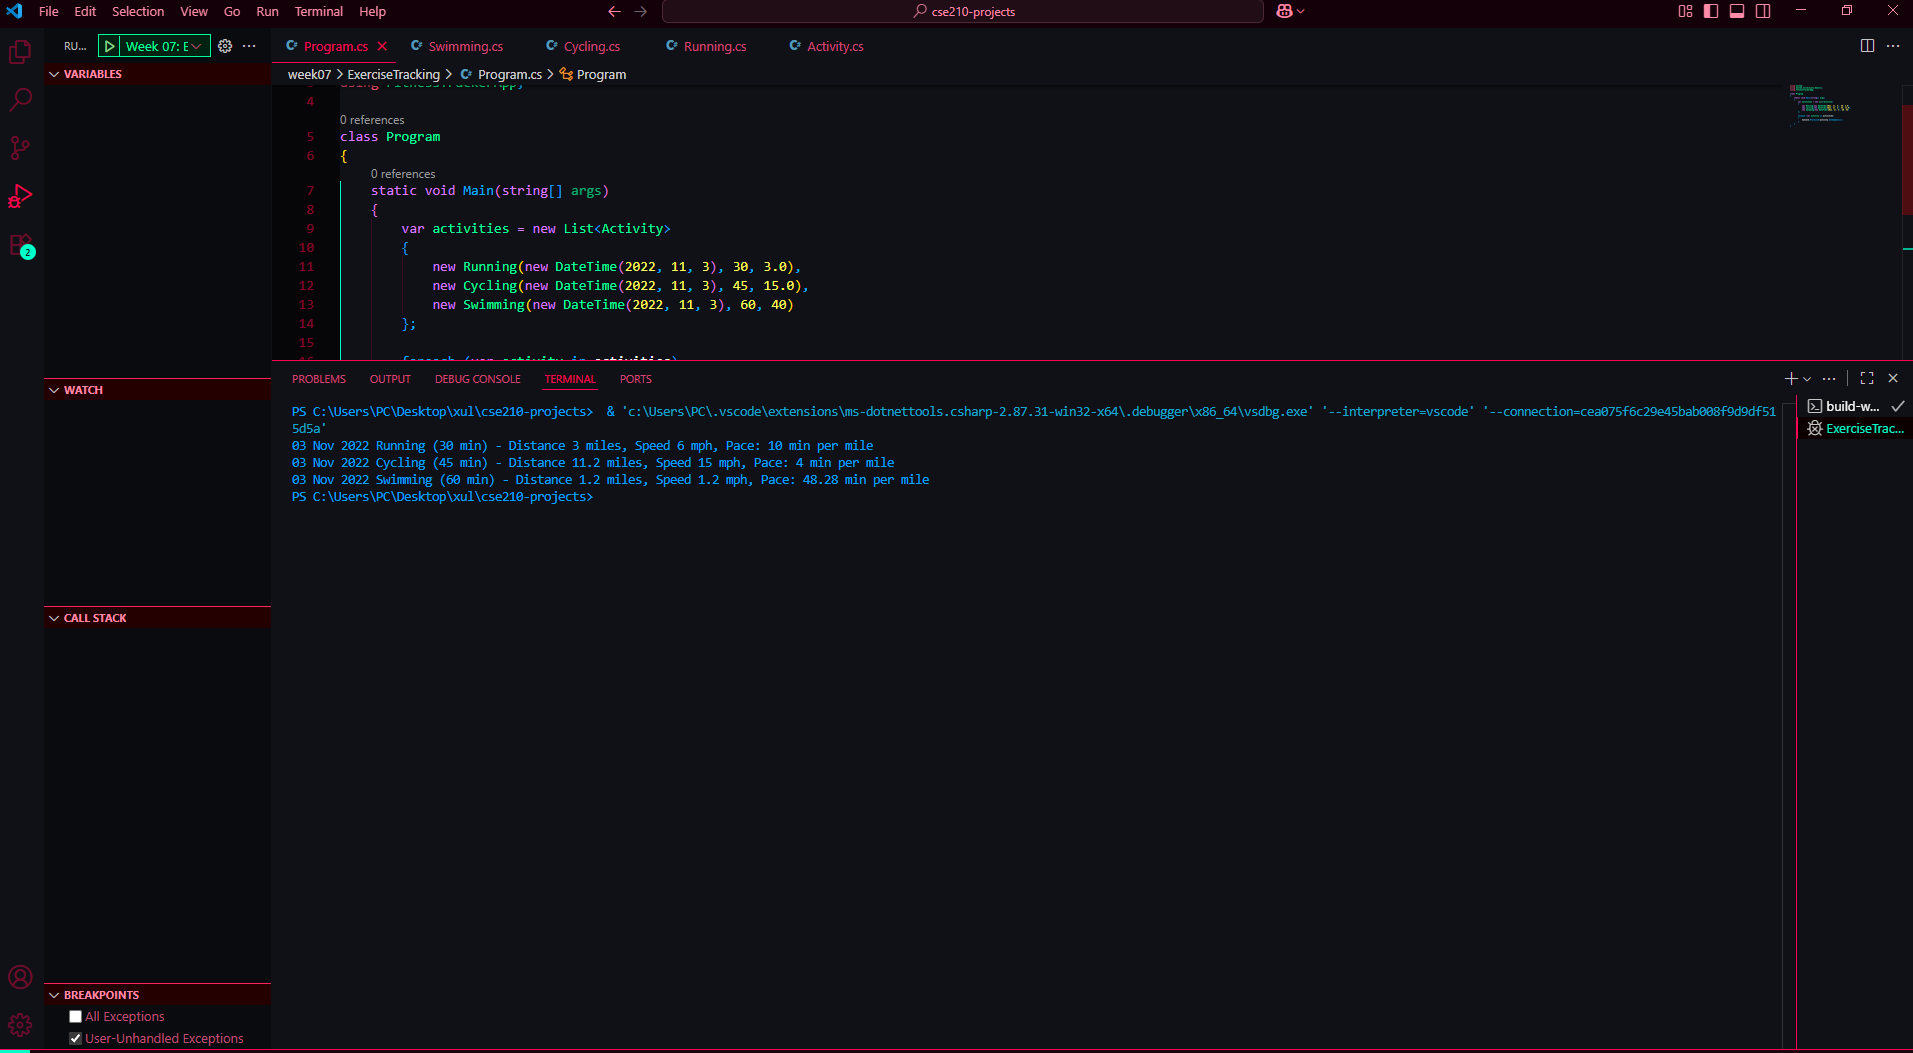 File Edit Selection View Go Run Terminal Help
cse210-projects
RU...
Week 07: E
Program.cs
Swimming.cs
Cycling.cs
Running.cs
Activity.cs
week07 > ExerciseTracking > Program.cs > Program
VARIABLES
3 using FitnessTrackerApp;
4
0 references
5 class Program
6 {
0 references
7 static void Main(string[] args)
8 {
9 var activities = new List<Activity>
10 {
11 new Running(new DateTime(2022, 11, 3), 30, 3.0),
12 new Cycling(new DateTime(2022, 11, 3), 45, 15.0),
13 new Swimming(new DateTime(2022, 11, 3), 60, 40)
14 };
15
16 foreach (var activity in activities)
2
WATCH
CALL STACK
BREAKPOINTS
All Exceptions
User-Unhandled Exceptions
PROBLEMS OUTPUT DEBUG CONSOLE TERMINAL PORTS
PS C:\Users\PC\Desktop\xul\cse210-projects>  & 'c:\Users\PC\.vscode\extensions\ms-dotnettools.csharp-2.87.31-win32-x64\.debugger\x86_64\vsdbg.exe' '--interpreter=vscode' '--connection=cea075f6c29e45bab008f9d9df51
5d5a'
03 Nov 2022 Running (30 min) - Distance 3 miles, Speed 6 mph, Pace: 10 min per mile
03 Nov 2022 Cycling (45 min) - Distance 11.2 miles, Speed 15 mph, Pace: 4 min per mile
03 Nov 2022 Swimming (60 min) - Distance 1.2 miles, Speed 1.2 mph, Pace: 48.28 min per mile
PS C:\Users\PC\Desktop\xul\cse210-projects>
build-w...
ExerciseTrac...